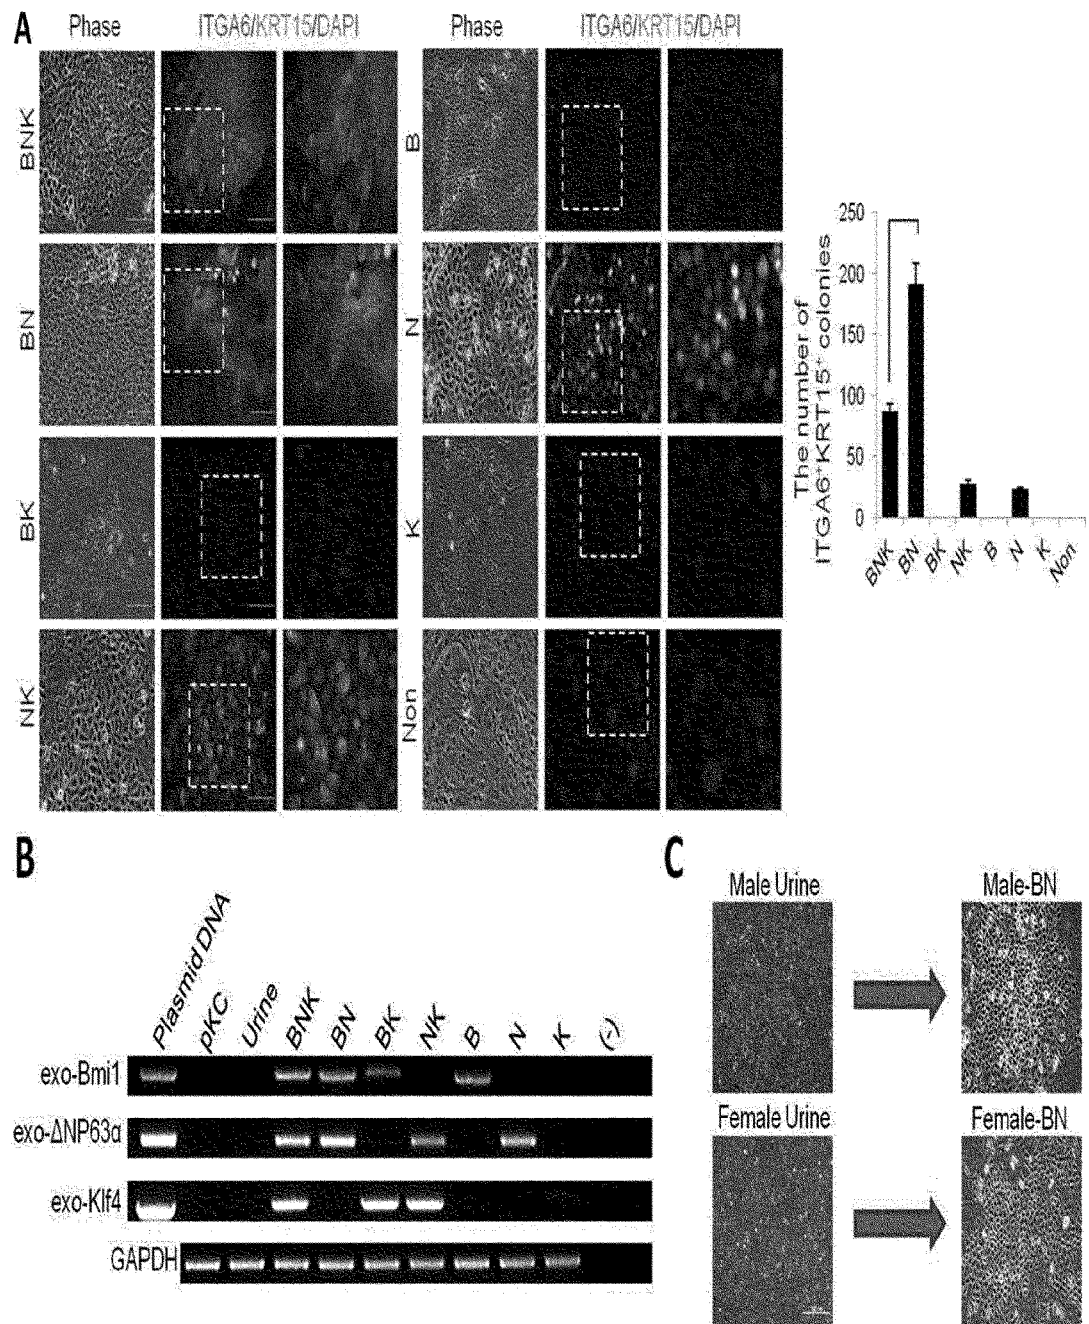 A
Phase
ITGA6/KRT15/DAPI
Phase
ITGA6/KRT15/DAPI
BNK
B
BN
N
BK
K
NK
Non
The number of
ITGA6⁺KRT15⁺ colonies
250
200
150
100
50
0
BNK
BN
BK
NK
B
N
K
Non
B
Plasmid DNA
pKC
Urine
BNK
BN
BK
NK
B
N
K
(-)
exo-Bmi1
exo-ΔNP63α
exo-Klf4
GAPDH
C
Male Urine
Male-BN
Female Urine
Female-BN